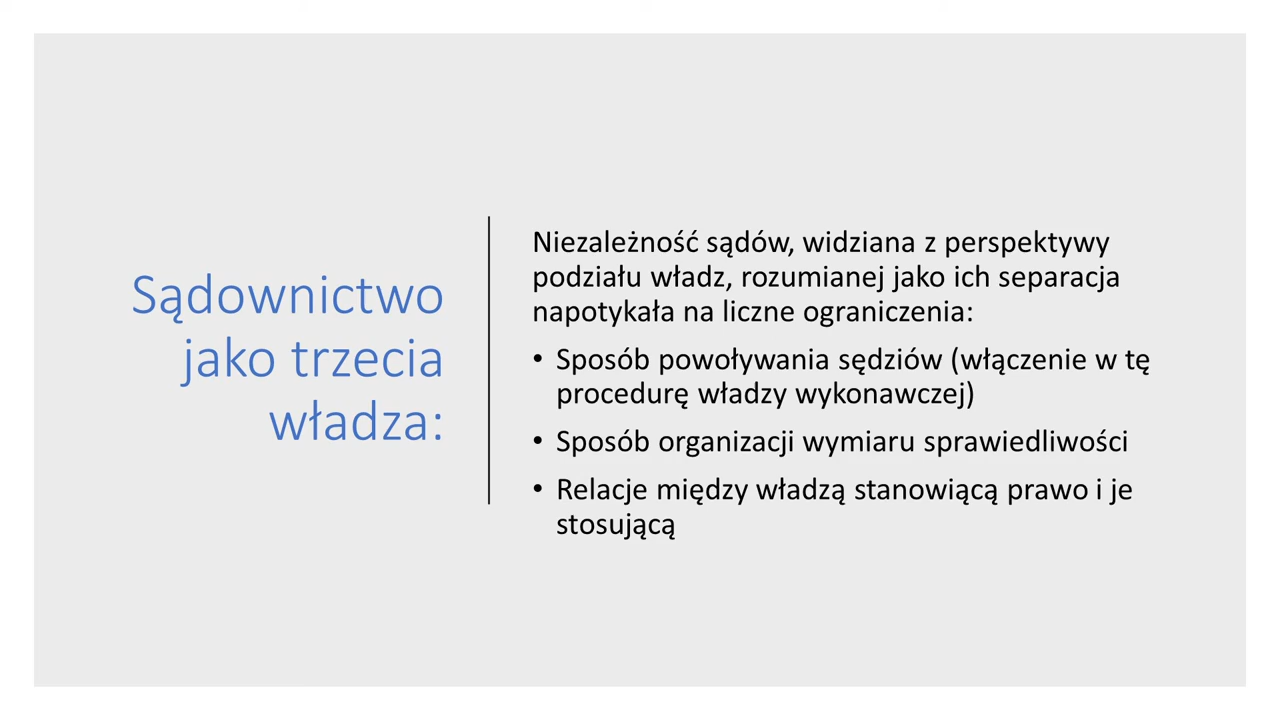 Sądownictwo
jako trzecia
władza:
Niezależność sądów, widziana z perspektywy
podziału władz, rozumianej jako ich separacja
napotykała na liczne ograniczenia:
• Sposób powoływania sędziów (włączenie w tę
procedurę władzy wykonawczej)
• Sposób organizacji wymiaru sprawiedliwości
• Relacje między władzą stanowiącą prawo i je
stosującą